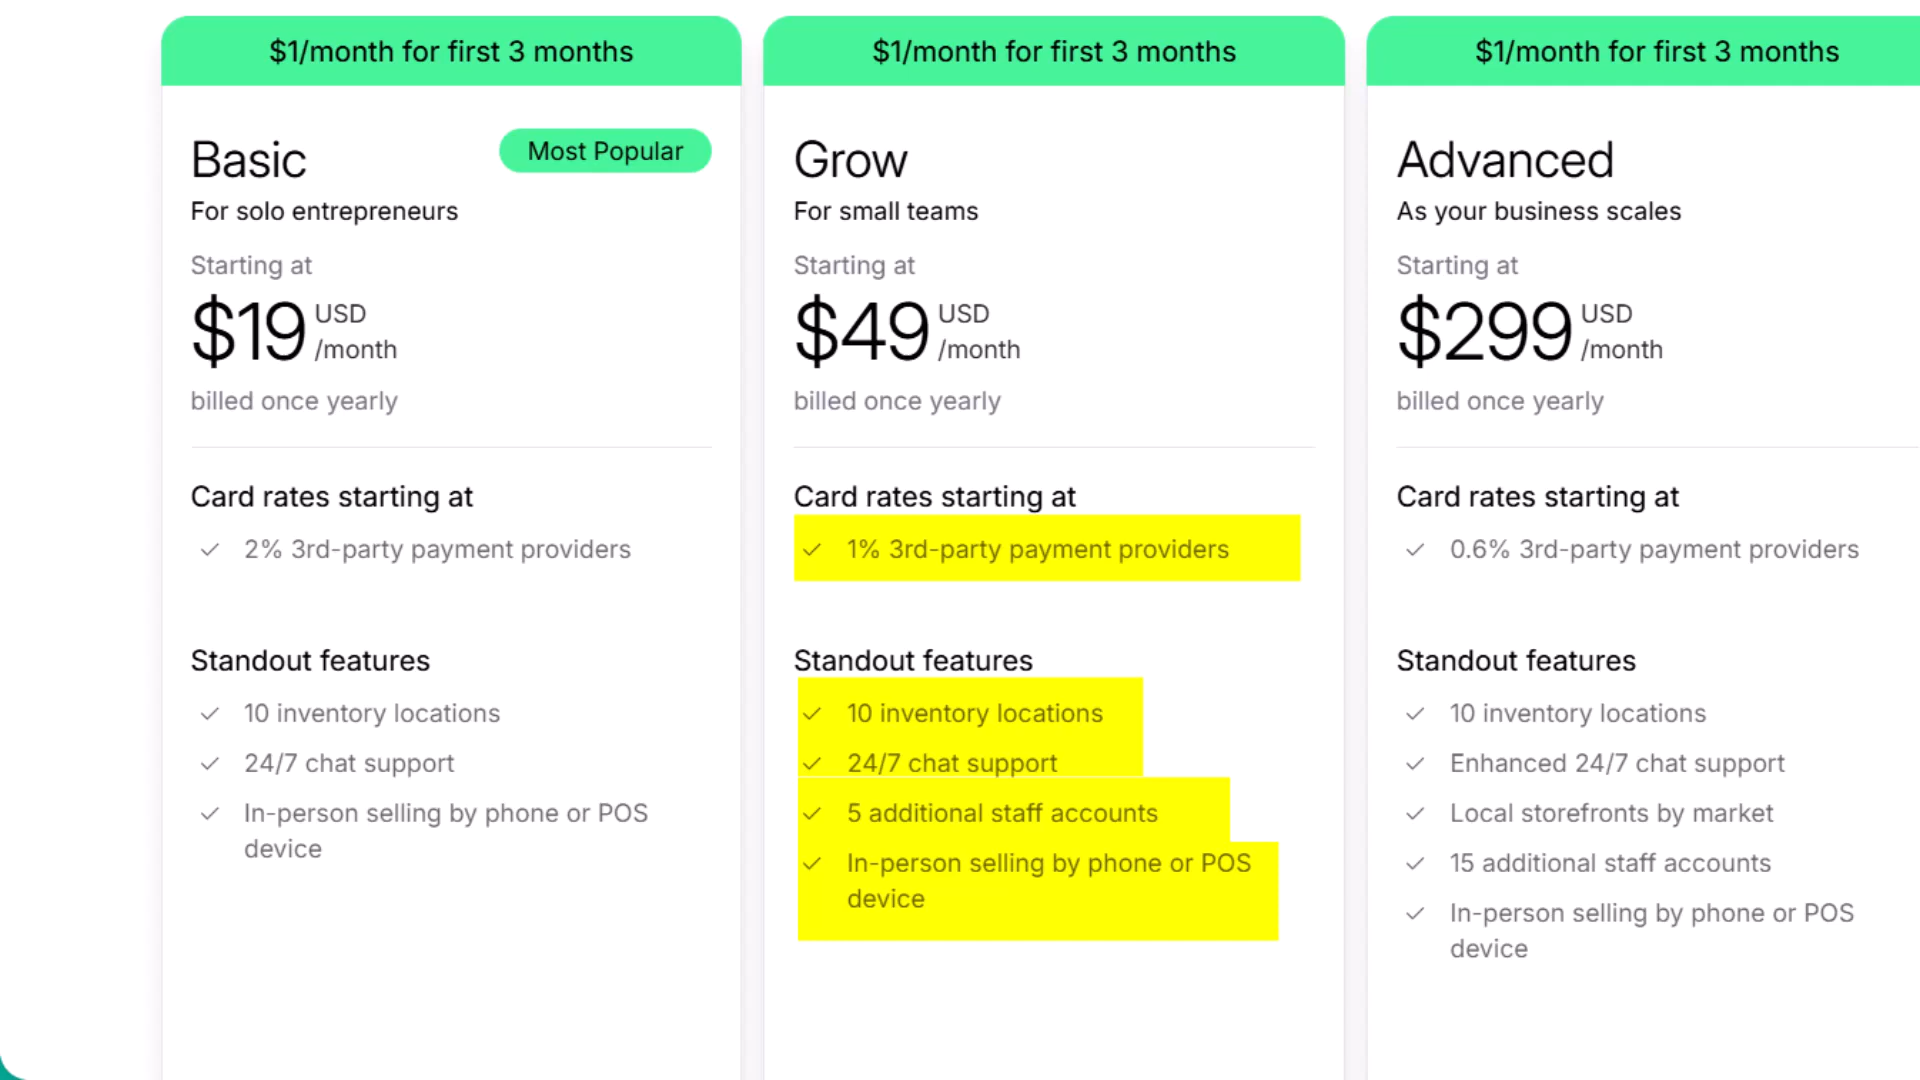 $1/month for first 3 months
Basic
Most Popular
For solo entrepreneurs
Starting at
$19 USD
/month
billed once yearly
Card rates starting at
2% 3rd-party payment providers
Standout features
10 inventory locations
24/7 chat support
In-person selling by phone or POS
device
$1/month for first 3 months
Grow
For small teams
Starting at
$49 USD
/month
billed once yearly
Card rates starting at
1% 3rd-party payment providers
Standout features
10 inventory locations
24/7 chat support
5 additional staff accounts
In-person selling by phone or POS
device
$1/month for first 3 months
Advanced
As your business scales
Starting at
$299 USD
/month
billed once yearly
Card rates starting at
0.6% 3rd-party payment providers
Standout features
10 inventory locations
Enhanced 24/7 chat support
Local storefronts by market
15 additional staff accounts
In-person selling by phone or POS
device